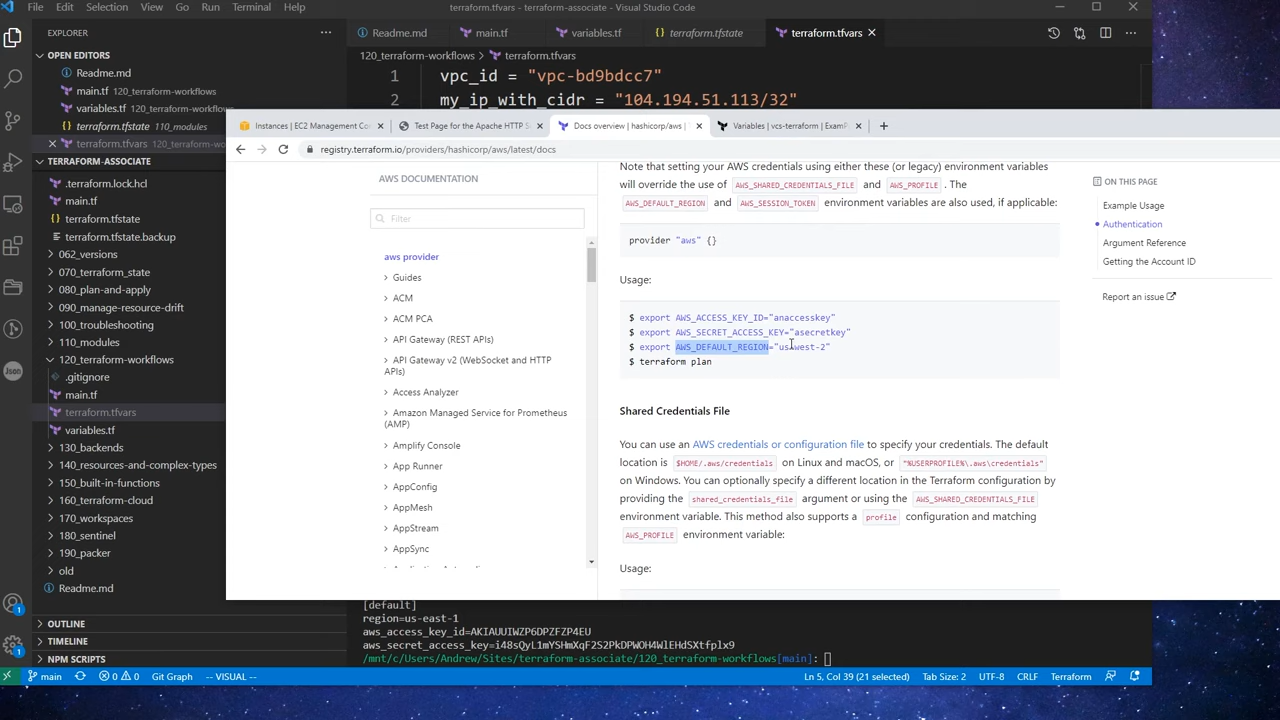 File Edit Selection View Go Run Terminal Help
terraform.tfvars - terraform-associate - Visual Studio Code
EXPLORER
OPEN EDITORS
Readme.md
main.tf 120_terraform-workflows
variables.tf 120_terraform-workflows
terraform.tfstate 110_modules
terraform.tfvars 120_terraform-wo...
TERRAFORM-ASSOCIATE
.terraform.lock.hcl
main.tf
terraform.tfstate
terraform.tfstate.backup
062_versions
070_terraform_state
080_plan-and-apply
090_manage-resource-drift
100_troubleshooting
110_modules
120_terraform-workflows
.gitignore
main.tf
terraform.tfvars
variables.tf
130_backends
140_resources-and-complex-types
150_built-in-functions
160_terraform-cloud
170_workspaces
180_sentinel
190_packer
old
Readme.md
OUTLINE
TIMELINE
NPM SCRIPTS
Readme.md main.tf variables.tf terraform.tfstate terraform.tfvars
120_terraform-workflows > terraform.tfvars
1 vpc_id = "vpc-bd9bdcc7"
2 my_ip_with_cidr = "104.194.51.113/32"
Instances | EC2 Management Con
Test Page for the Apache HTTP S
Docs overview | hashicorp/aws | T
Variables | vcs-terraform | ExamP
registry.terraform.io/providers/hashicorp/aws/latest/docs
AWS DOCUMENTATION
Filter
aws provider
Guides
ACM
ACM PCA
API Gateway (REST APIs)
API Gateway v2 (WebSocket and HTTP
APIs)
Access Analyzer
Amazon Managed Service for Prometheus
(AMP)
Amplify Console
App Runner
AppConfig
AppMesh
AppStream
AppSync
Note that setting your AWS credentials using either these (or legacy) environment variables
will override the use of AWS_SHARED_CREDENTIALS_FILE and AWS_PROFILE . The
AWS_DEFAULT_REGION and AWS_SESSION_TOKEN environment variables are also used, if applicable:
provider "aws" {}
Usage:
$ export AWS_ACCESS_KEY_ID="anaccesskey"
$ export AWS_SECRET_ACCESS_KEY="asecretkey"
$ export AWS_DEFAULT_REGION="us-west-2"
$ terraform plan
Shared Credentials File
You can use an AWS credentials or configuration file to specify your credentials. The default
location is $HOME/.aws/credentials on Linux and macOS, or "%USERPROFILE%\.aws\credentials"
on Windows. You can optionally specify a different location in the Terraform configuration by
providing the shared_credentials_file argument or using the AWS_SHARED_CREDENTIALS_FILE
environment variable. This method also supports a profile configuration and matching
AWS_PROFILE environment variable:
Usage:
ON THIS PAGE
Example Usage
Authentication
Argument Reference
Getting the Account ID
Report an issue
[default]
region=us-east-1
aws_access_key_id=AKIAUUIWZP6DPZFZP4EU
aws_secret_access_key=i48sQyL1mYSHmXqF2S2PkDPWOH4WlEHdSXtfplx9
/mnt/c/Users/Andrew/Sites/terraform-associate/120_terraform-workflows[main]:
main 0 0 Git Graph -- VISUAL -- Ln 5, Col 39 (21 selected) Tab Size: 2 UTF-8 CRLF Terraform
JSON
1
1